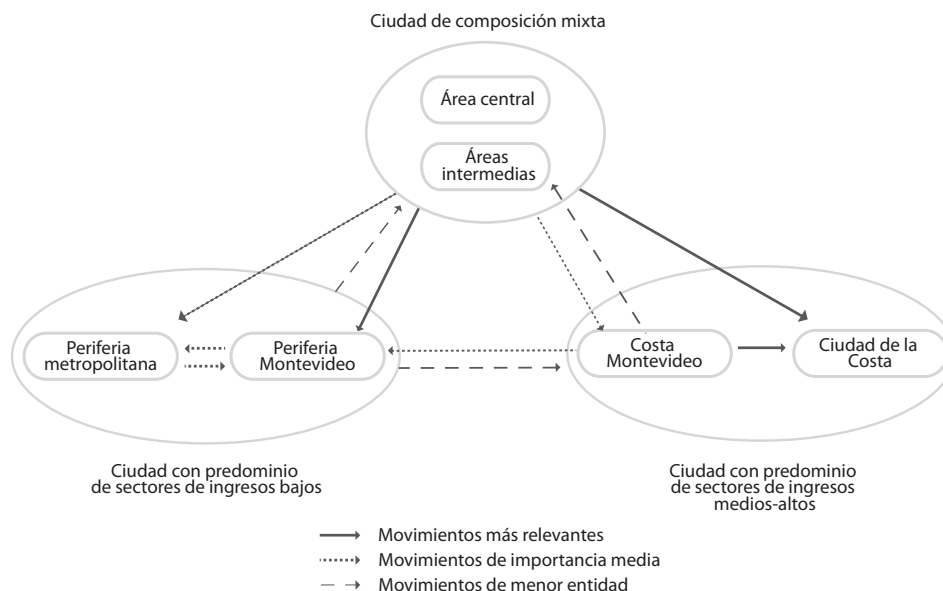 Ciudad de composición mixta
Área central
Áreas
intermedias
Periferia
metropolitana
Periferia
Montevideo
Costa
Montevideo
Ciudad de la
Costa
Ciudad con predominio
de sectores de ingresos bajos
Ciudad con predominio
de sectores de ingresos
medios-altos
Movimientos más relevantes
Movimientos de importancia media
Movimientos de menor entidad